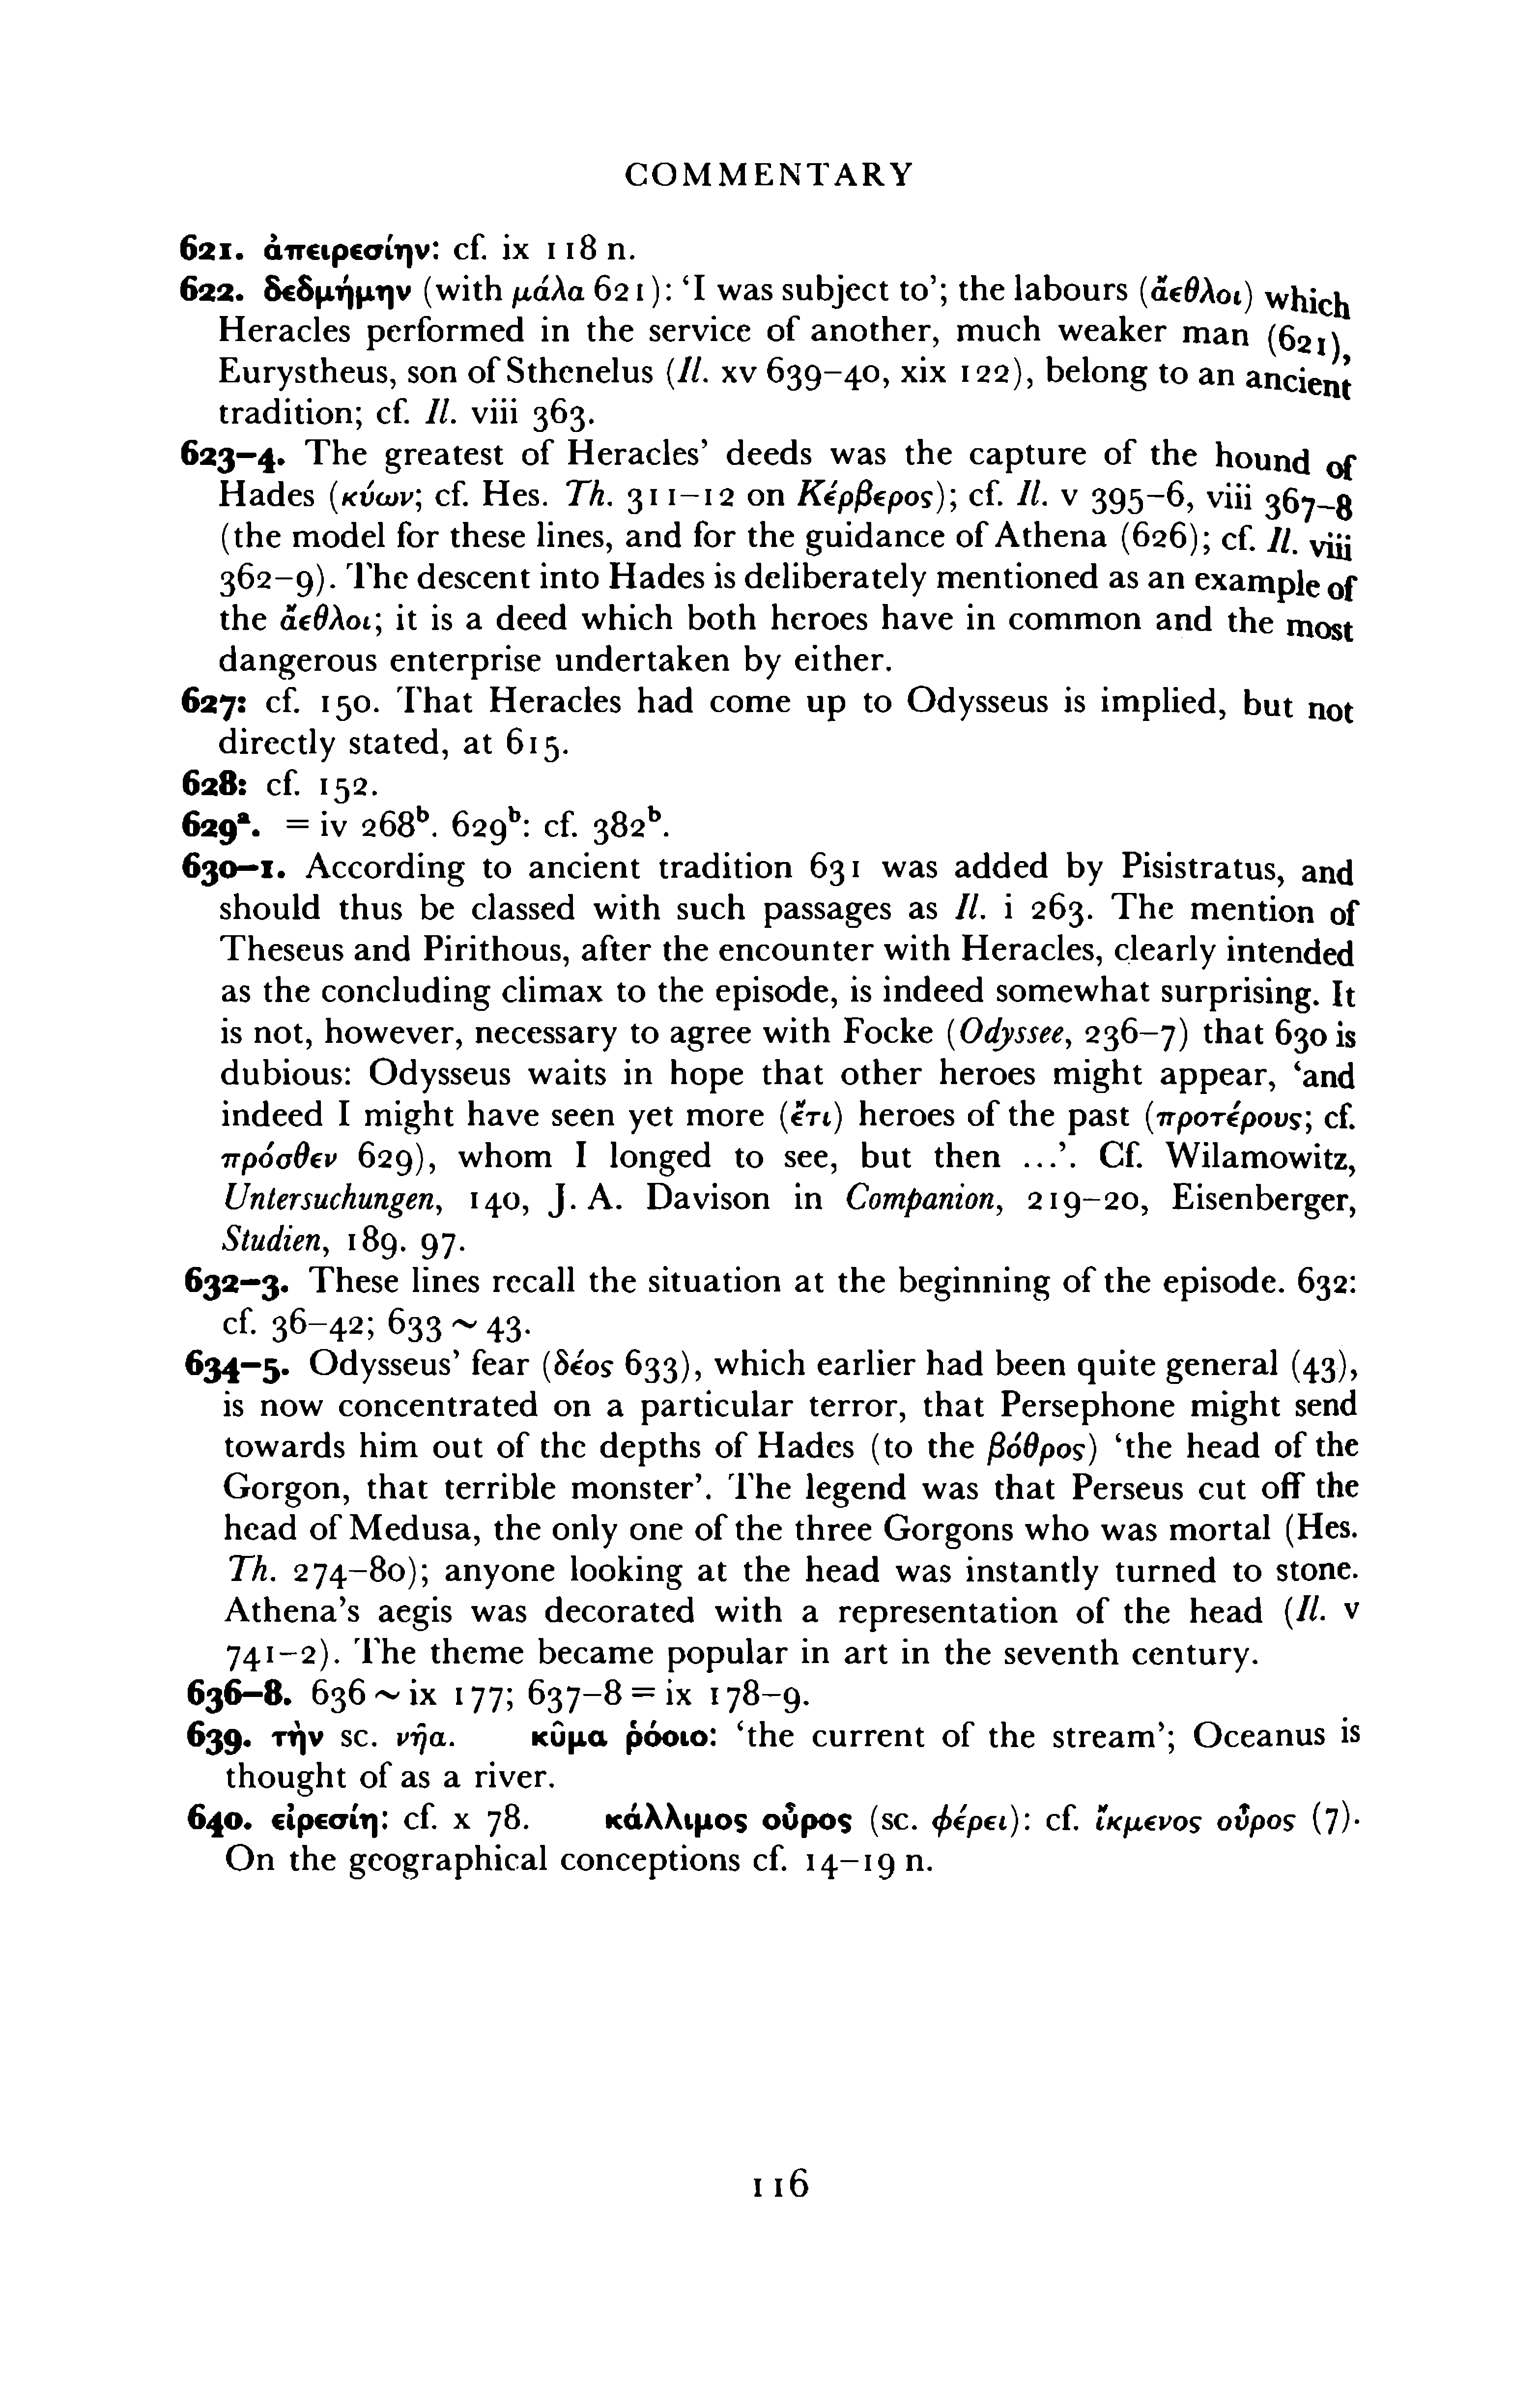 COMMENTARY
621. ἀπειρεσίην: cf. ix 118 n.
622. δεδμήμην (with μάλα 621): ‘I was subject to’; the labours (ἄεθλοι) which
Heracles performed in the service of another, much weaker man (621),
Eurystheus, son of Sthenelus (Il. xv 639–40, xix 122), belong to an ancient
tradition; cf. Il. viii 363.
623–4. The greatest of Heracles’ deeds was the capture of the hound of
Hades (κύων; cf. Hes. Th. 311–12 on Κέρβερος); cf. Il. v 395–6, viii 367–8
(the model for these lines, and for the guidance of Athena (626); cf. Il. viii
362–9). The descent into Hades is deliberately mentioned as an example of
the ἄεθλοι; it is a deed which both heroes have in common and the most
dangerous enterprise undertaken by either.
627: cf. 150. That Heracles had come up to Odysseus is implied, but not
directly stated, at 615.
628: cf. 152.
629ᵃ. = iv 268ᵇ. 629ᵇ: cf. 382ᵇ.
630–1. According to ancient tradition 631 was added by Pisistratus, and
should thus be classed with such passages as Il. i 263. The mention of
Theseus and Pirithous, after the encounter with Heracles, clearly intended
as the concluding climax to the episode, is indeed somewhat surprising. It
is not, however, necessary to agree with Focke (Odyssee, 236–7) that 630 is
dubious: Odysseus waits in hope that other heroes might appear, ‘and
indeed I might have seen yet more (ἔτι) heroes of the past (προτέρους; cf.
πρόσθεν 629), whom I longed to see, but then ...’. Cf. Wilamowitz,
Untersuchungen, 140, J. A. Davison in Companion, 219–20, Eisenberger,
Studien, 189. 97.
632–3. These lines recall the situation at the beginning of the episode. 632:
cf. 36–42; 633 ~ 43.
634–5. Odysseus’ fear (δέος 633), which earlier had been quite general (43),
is now concentrated on a particular terror, that Persephone might send
towards him out of the depths of Hades (to the βόθρος) ‘the head of the
Gorgon, that terrible monster’. The legend was that Perseus cut off the
head of Medusa, the only one of the three Gorgons who was mortal (Hes.
Th. 274–80); anyone looking at the head was instantly turned to stone.
Athena’s aegis was decorated with a representation of the head (Il. v
741–2). The theme became popular in art in the seventh century.
636–8. 636 ~ ix 177; 637–8 = ix 178–9.
639. τὴν sc. νῆα. κῦμα ῥόοιο: ‘the current of the stream’; Oceanus is
thought of as a river.
640. εἰρεσίη: cf. x 78. κάλλιμος οὖρος (sc. φέρει): cf. ἴκμενος οὖρος (7).
On the geographical conceptions cf. 14–19 n.
116